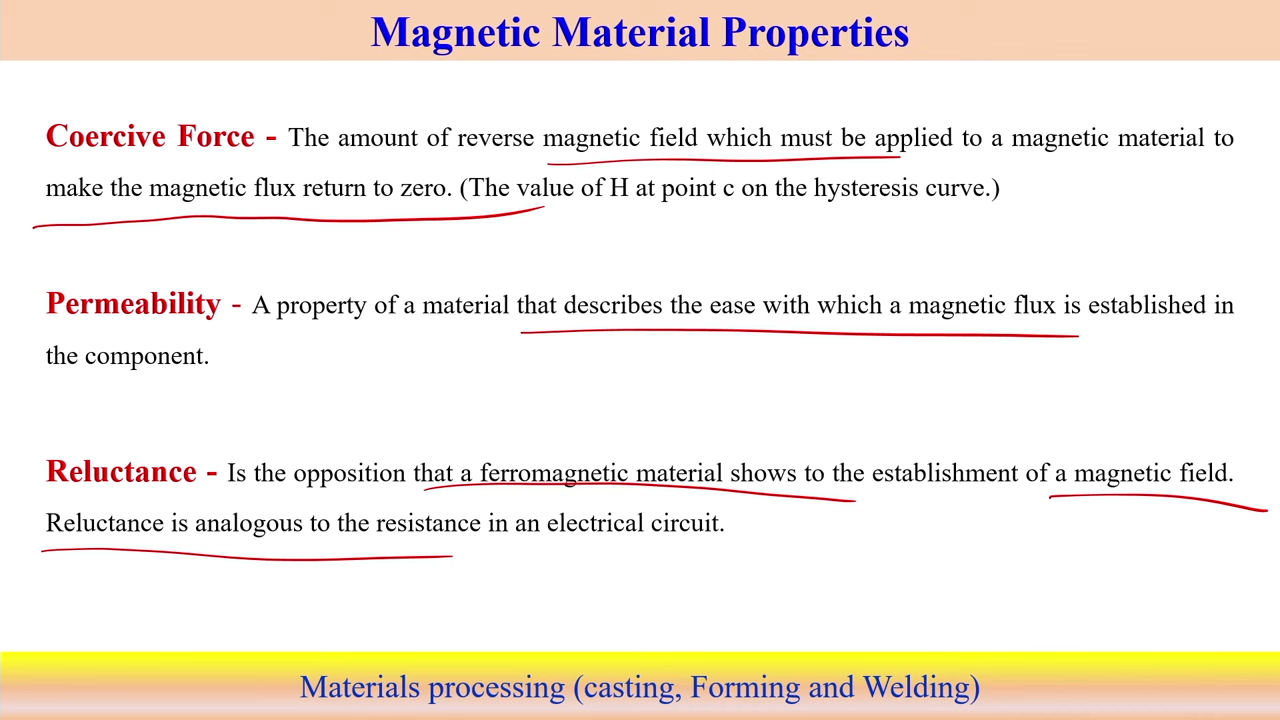 Magnetic Material Properties
Coercive Force - The amount of reverse magnetic field which must be applied to a magnetic material to
make the magnetic flux return to zero. (The value of H at point c on the hysteresis curve.)
Permeability - A property of a material that describes the ease with which a magnetic flux is established in
the component.
Reluctance - Is the opposition that a ferromagnetic material shows to the establishment of a magnetic field.
Reluctance is analogous to the resistance in an electrical circuit.
Materials processing (casting, Forming and Welding)